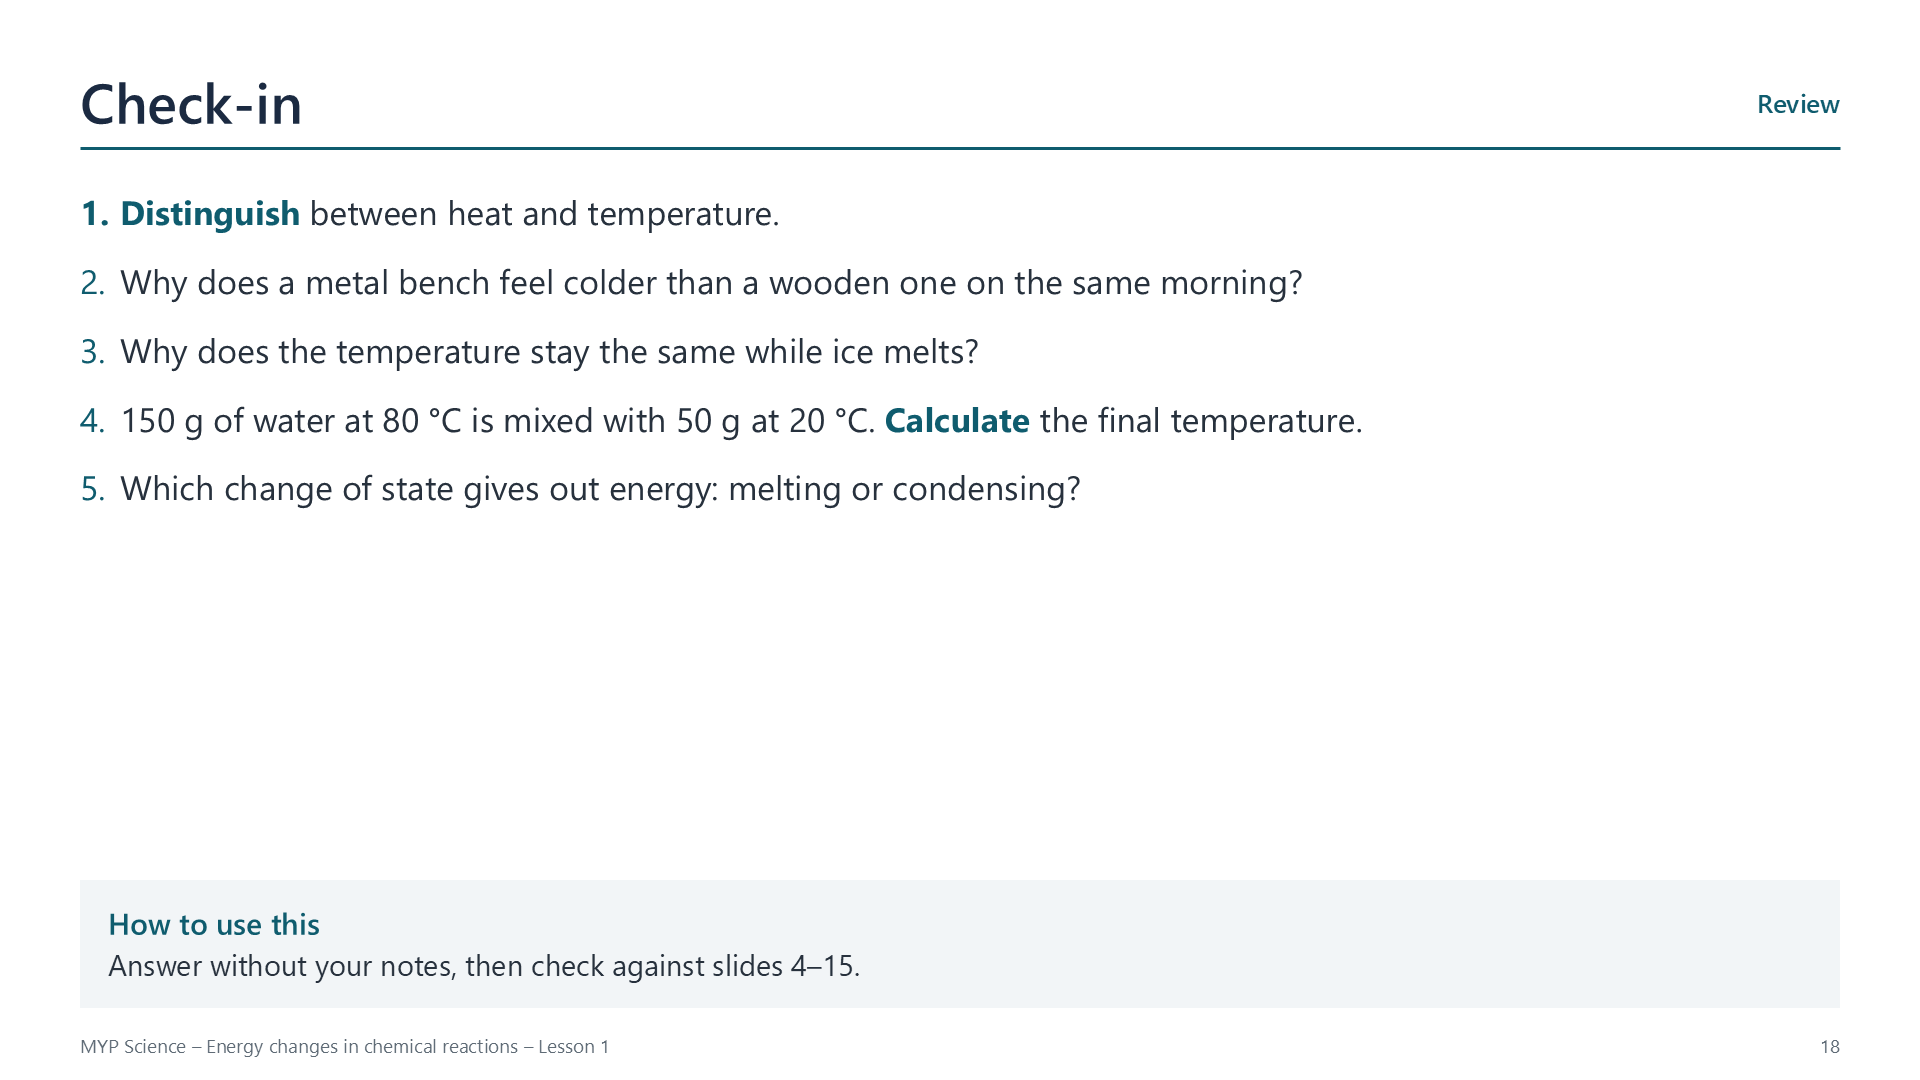 Check-in
Review
1. Distinguish between heat and temperature.
2. Why does a metal bench feel colder than a wooden one on the same morning?
3. Why does the temperature stay the same while ice melts?
4. 150 g of water at 80 °C is mixed with 50 g at 20 °C. Calculate the final temperature.
5. Which change of state gives out energy: melting or condensing?
How to use this
Answer without your notes, then check against slides 4–15.
MYP Science – Energy changes in chemical reactions – Lesson 1
18